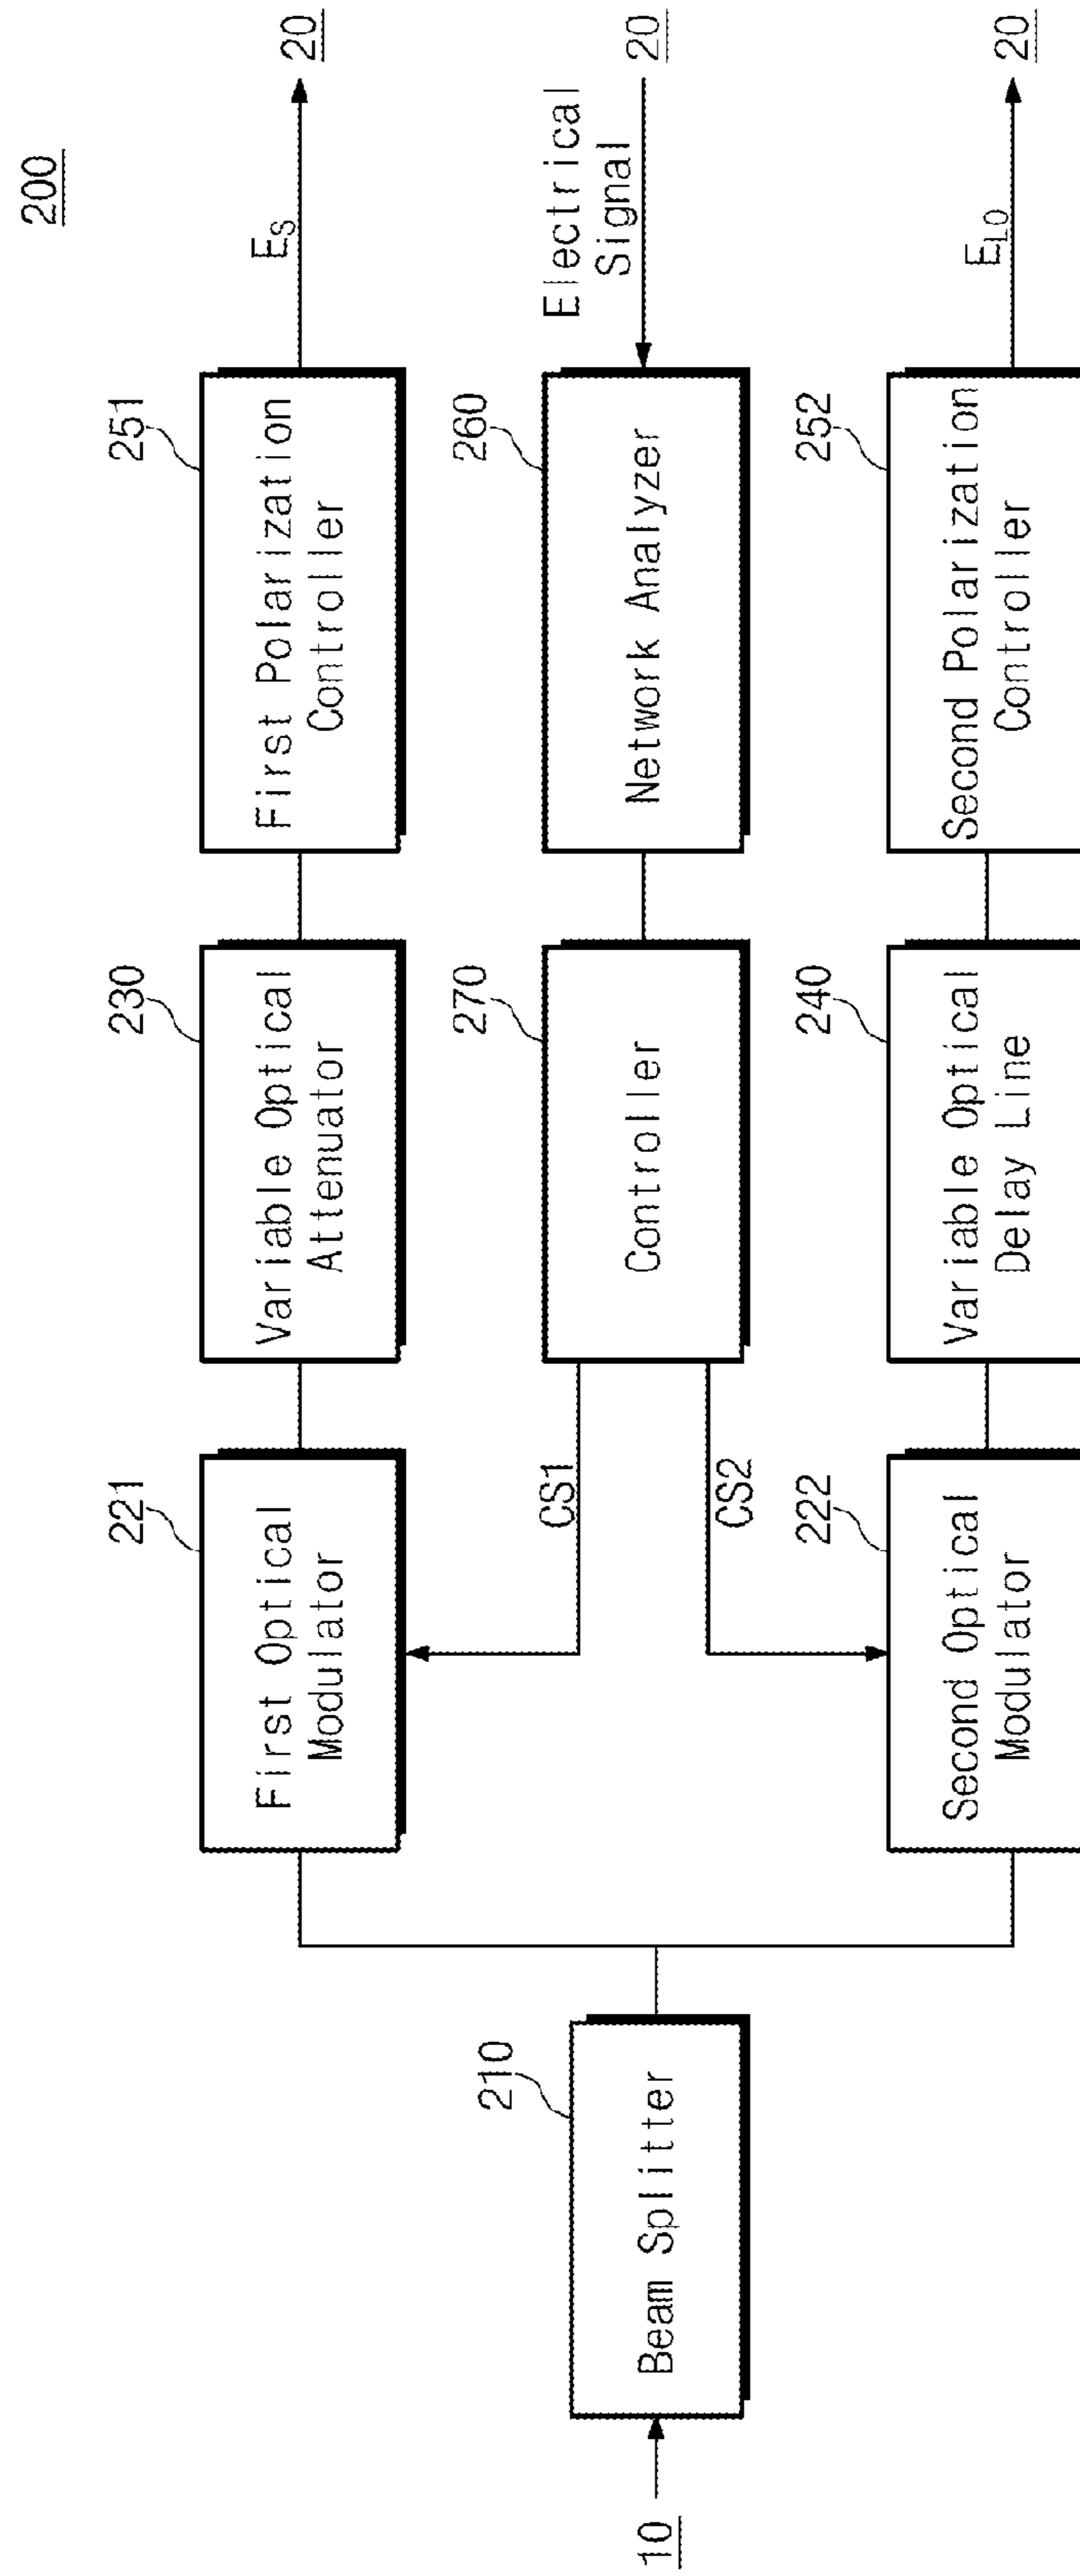 200
10
210
Beam Splitter
221
First Optical
Modulator
230
Variable Optical
Attenuator
251
First Polarization
Controller
E_S
20
CS1
CS2
270
Controller
260
Network Analyzer
Electrical
Signal
20
222
Second Optical
Modulator
240
Variable Optical
Delay Line
252
Second Polarization
Controller
E_LO
20